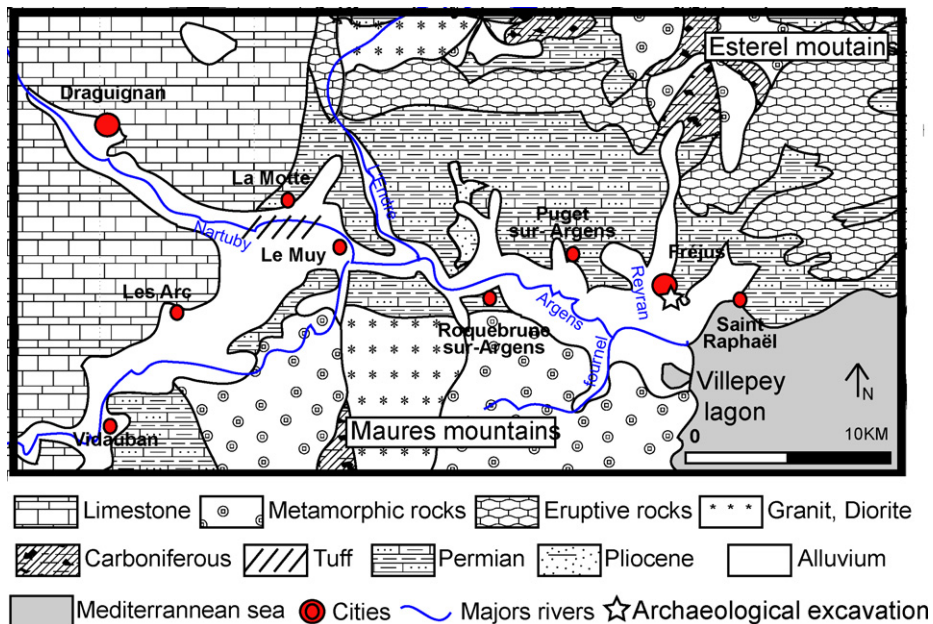 Esterel moutains
Draguignan
La Motte
Endre
Puget
sur-Argens
Nartuby
Le Muy
Fréjus
Reyran
Les Arc
Argens
Roquebrune
sur-Argens
Saint
Raphaël
fournel
Villepey
lagon
N
Vidauban
Maures mountains
0
10KM
Limestone
Metamorphic rocks
Eruptive rocks
Granit, Diorite
Carboniferous
Tuff
Permian
Pliocene
Alluvium
Mediterrannean sea
Cities
Majors rivers
Archaeological excavation